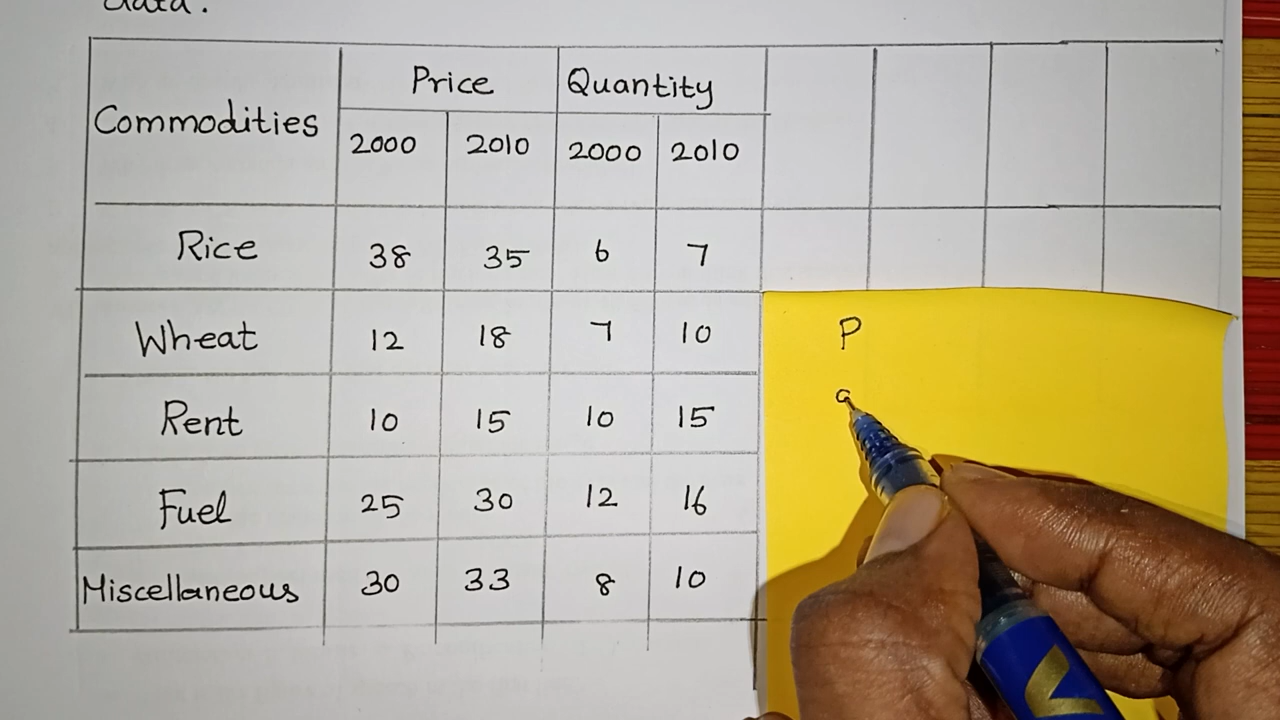 data.
Commodities Price Quantity
2000 2010 2000 2010
Rice 38 35 6 7
Wheat 12 18 7 10
Rent 10 15 10 15
Fuel 25 30 12 16
Miscellaneous 30 33 8 10
P